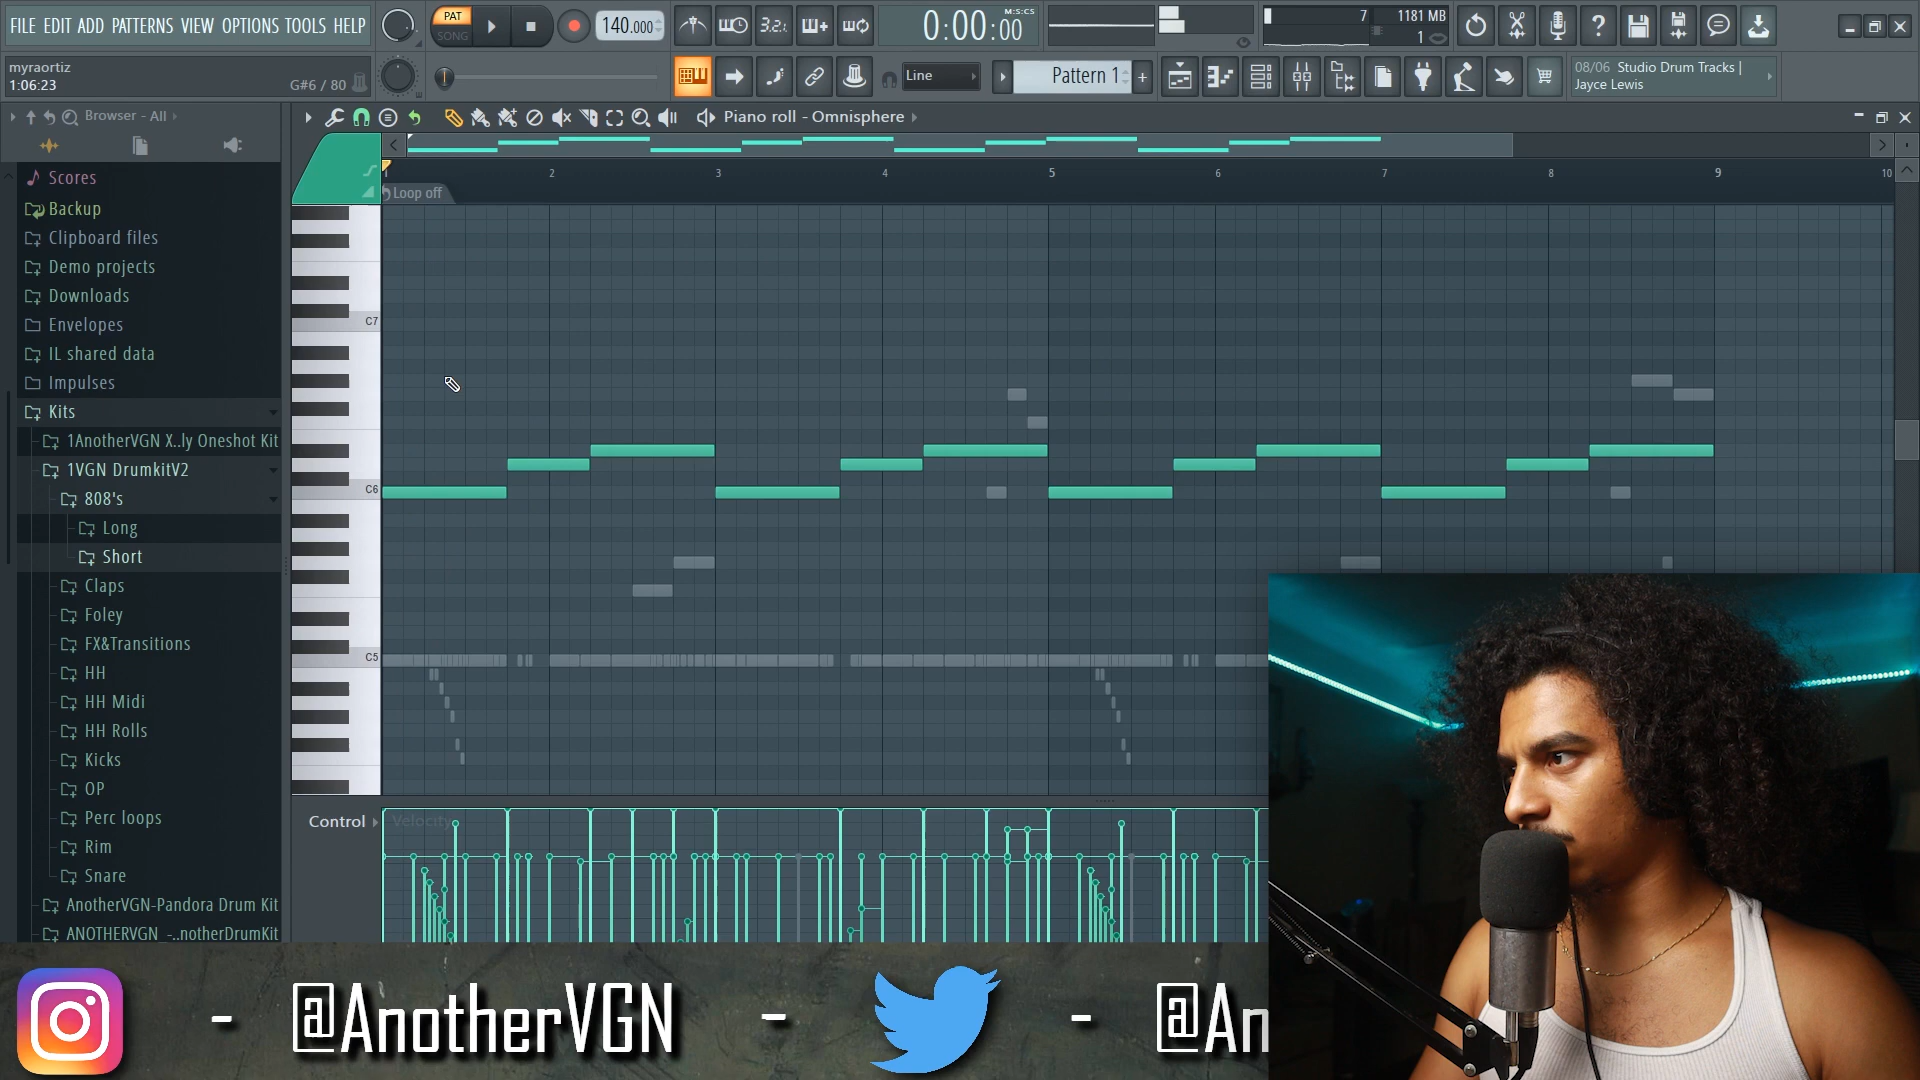 FILE EDIT ADD PATTERNS VIEW OPTIONS TOOLS HELP
PAT
SONG
140.000
3.2.
0:00:00
M:S:CS
7
1181 MB
1
myraortiz
1:06:23
G#6 / 80
Line
Pattern 1
08/06 Studio Drum Tracks |
Jayce Lewis
Browser - All
Piano roll - Omnisphere
2 3 4 5 6 7 8 9 10
Loop off
Scores
Backup
Clipboard files
Demo projects
Downloads
Envelopes
IL shared data
Impulses
Kits
1AnotherVGN X..ly Oneshot Kit
1VGN DrumkitV2
808's
Long
Short
Claps
Foley
FX&Transitions
HH
HH Midi
HH Rolls
Kicks
OP
Perc loops
Rim
Snare
AnotherVGN-Pandora Drum Kit
ANOTHERVGN_-..notherDrumKit
C7
C6
C5
Control
Velocity
- @AnotherVGN - - @An